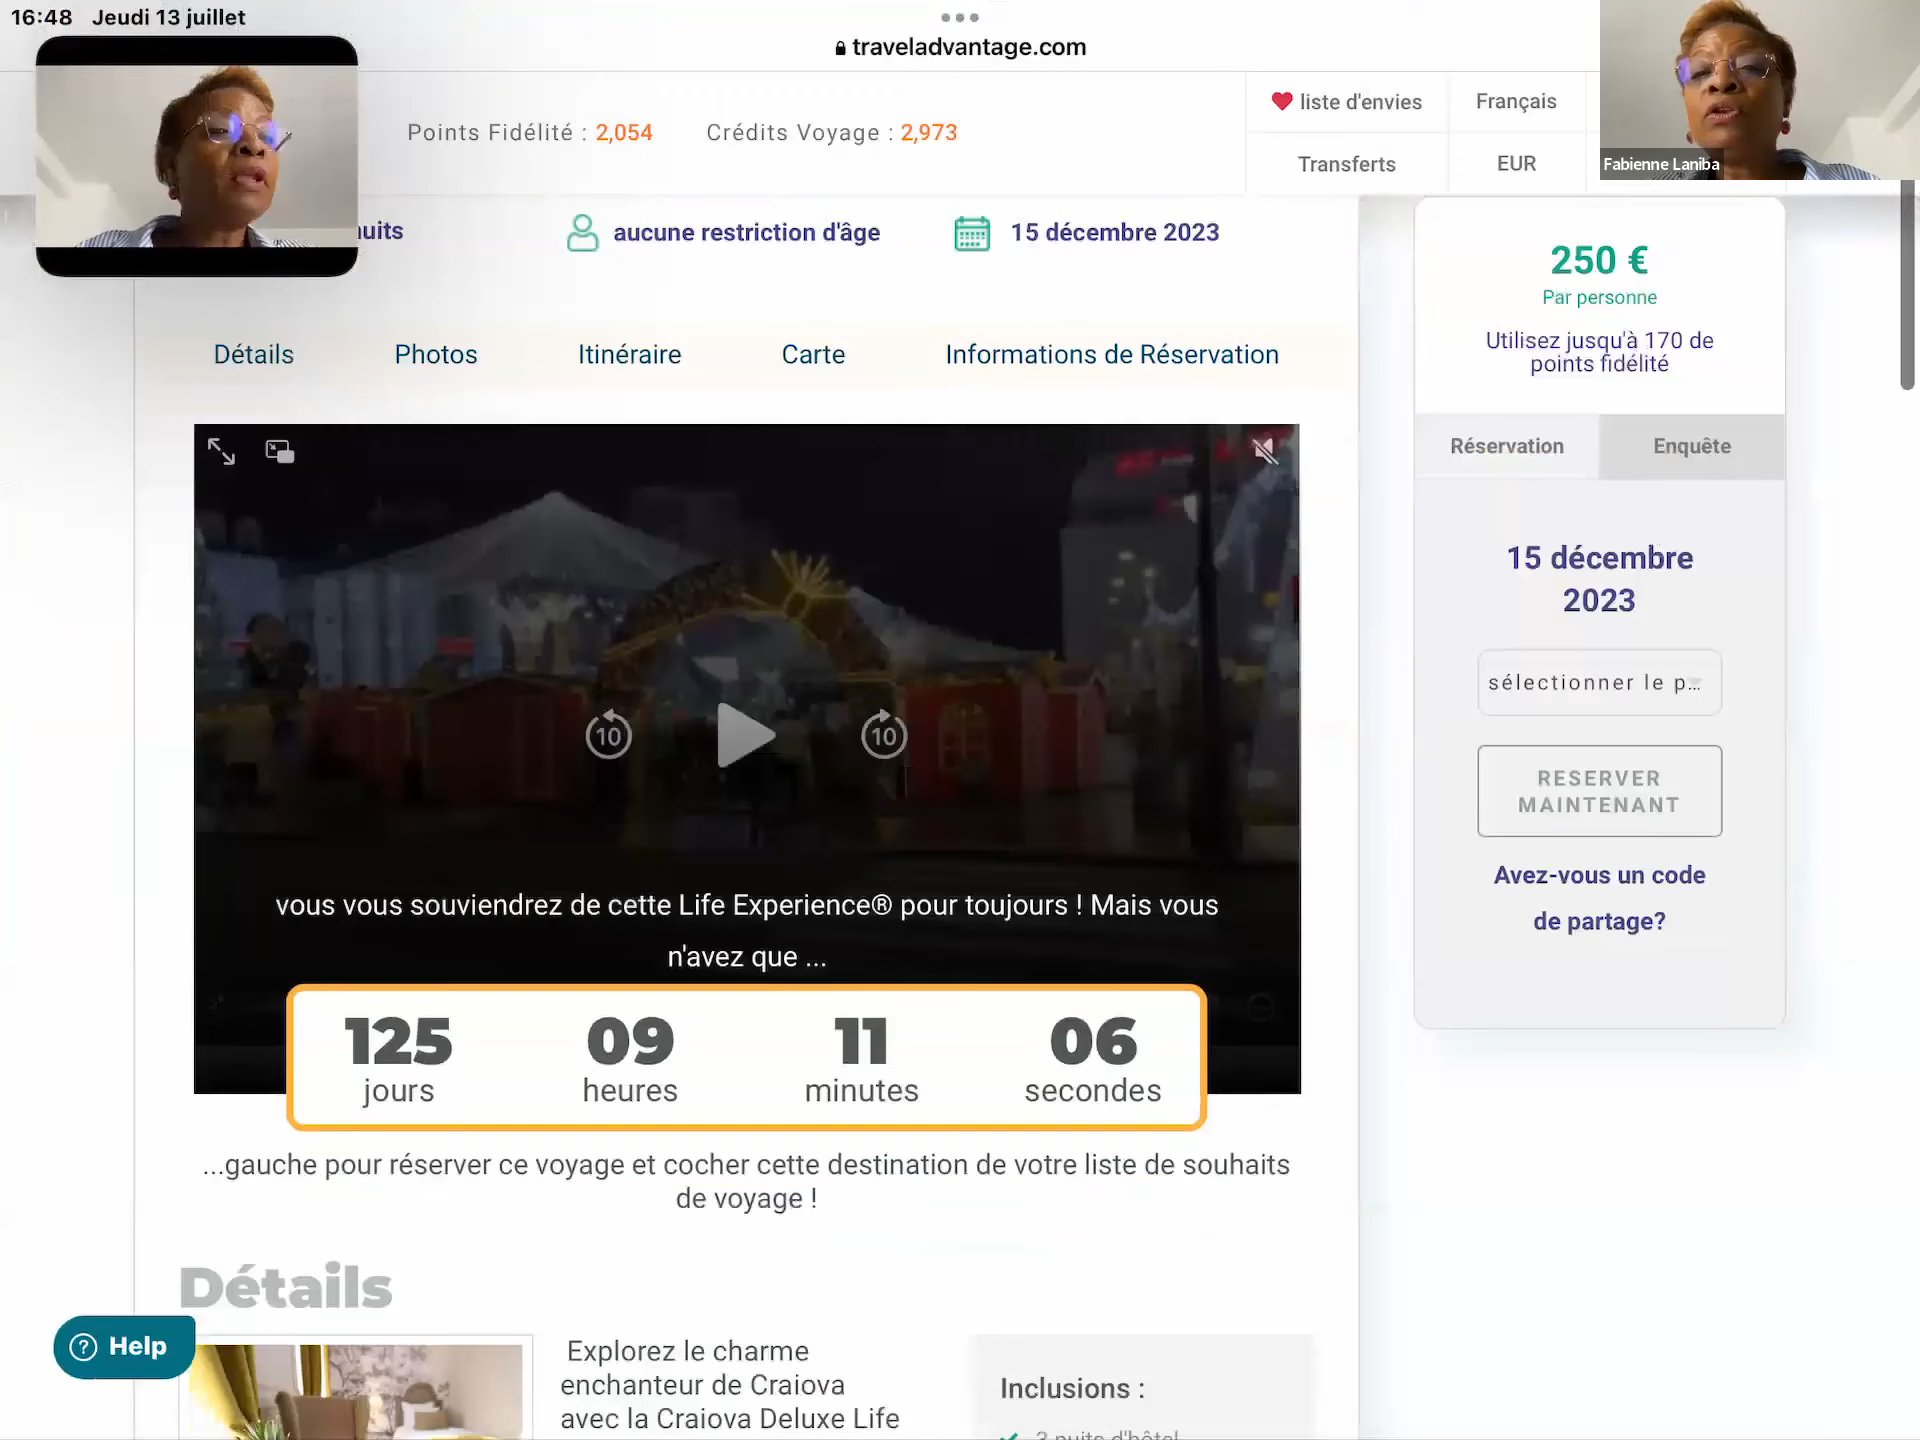 16:48 Jeudi 13 juillet
traveladvantage.com
Points Fidélité : 2,054 Crédits Voyage : 2,973
liste d'envies
Français
Transferts
EUR
Fabienne Laniba
aucune restriction d'âge
15 décembre 2023
250 €
Par personne
Utilisez jusqu'à 170 de
points fidélité
Détails
Photos
Itinéraire
Carte
Informations de Réservation
Réservation
Enquête
15 décembre
2023
sélectionner le p...
RESERVER
MAINTENANT
Avez-vous un code
de partage?
10
10
vous vous souviendrez de cette Life Experience® pour toujours ! Mais vous
n'avez que ...
125 09 11 06
jours heures minutes secondes
...gauche pour réserver ce voyage et cocher cette destination de votre liste de souhaits
de voyage !
Détails
Help
Explorez le charme
enchanteur de Craiova
avec la Craiova Deluxe Life
Inclusions :
3 nuits d'hôtel